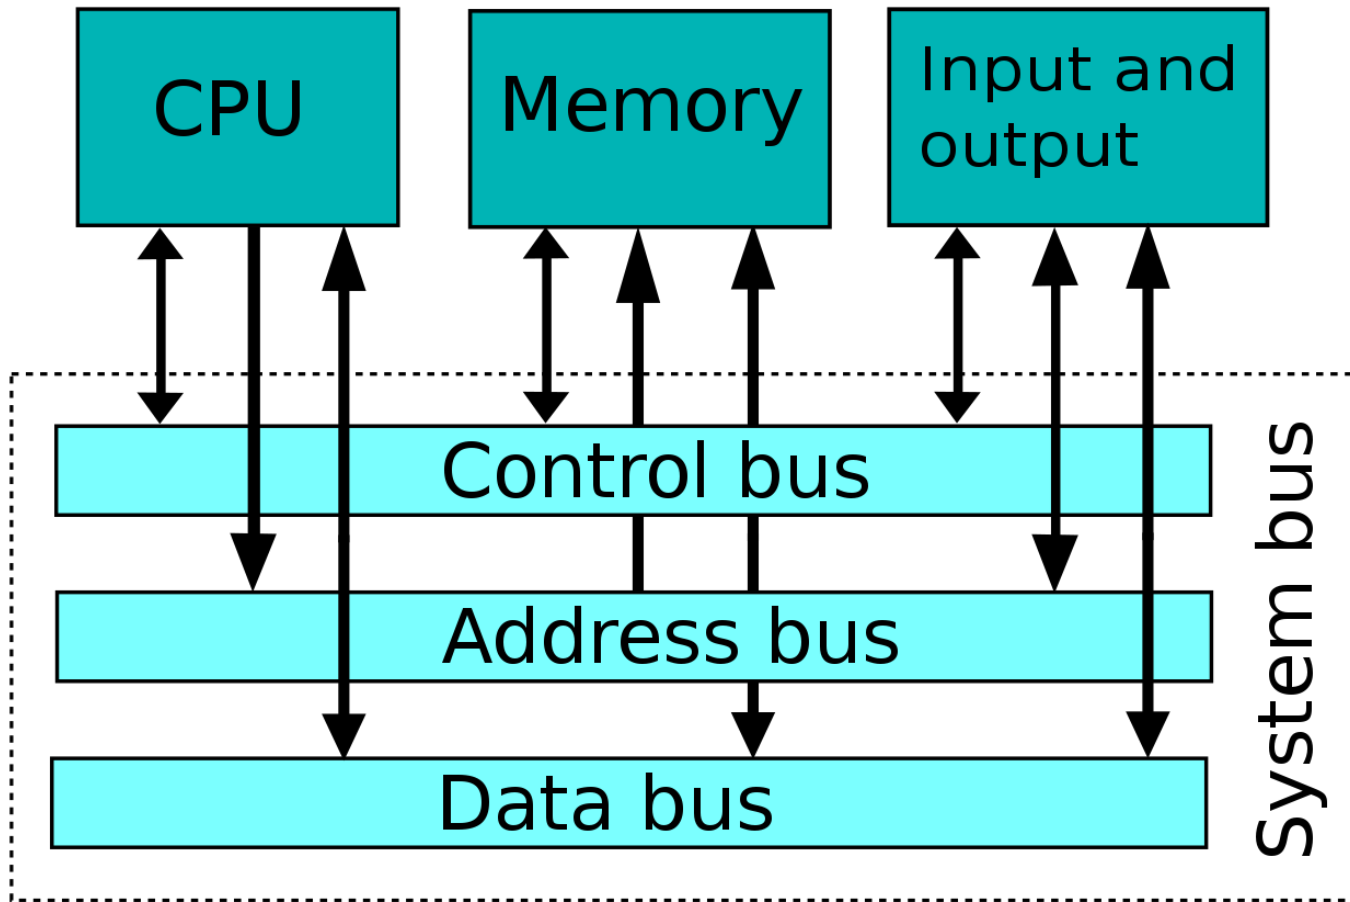 CPU
Memory
Input and
output
Control bus
Address bus
Data bus
System bus